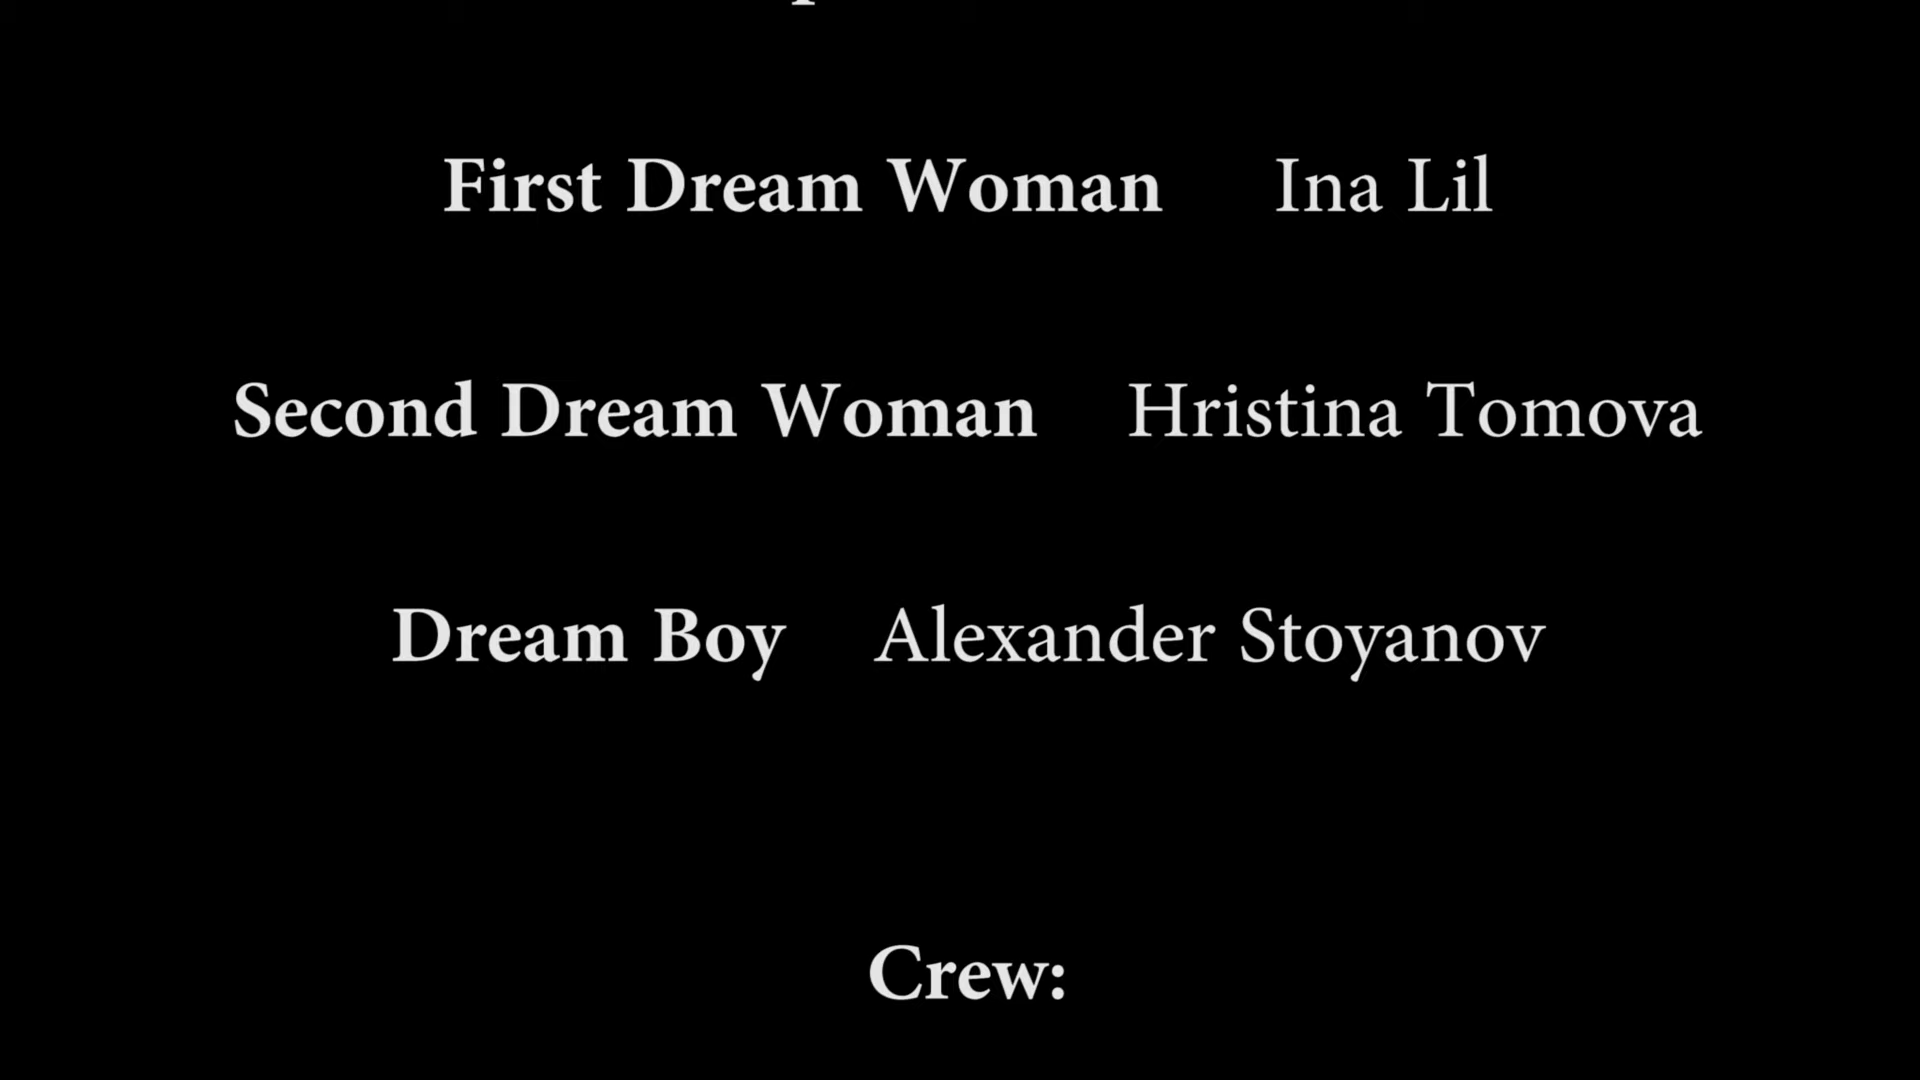 First Dream Woman Ina Lil
Second Dream Woman Hristina Tomova
Dream Boy Alexander Stoyanov
Crew: